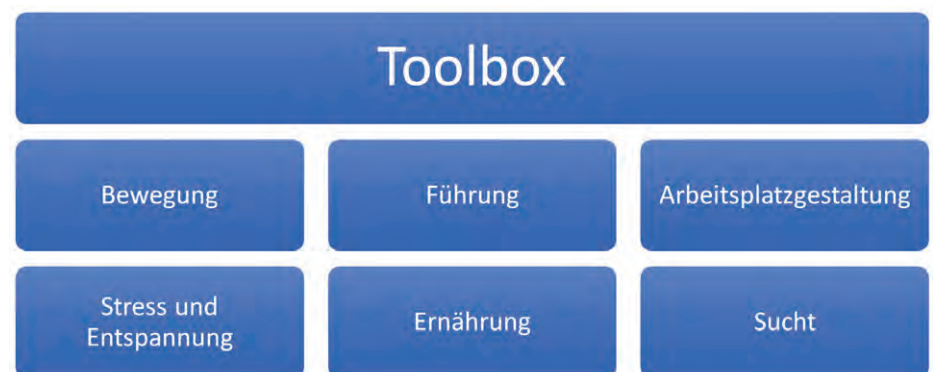 Toolbox
Bewegung
Führung
Arbeitsplatzgestaltung
Stress und
Entspannung
Ernährung
Sucht